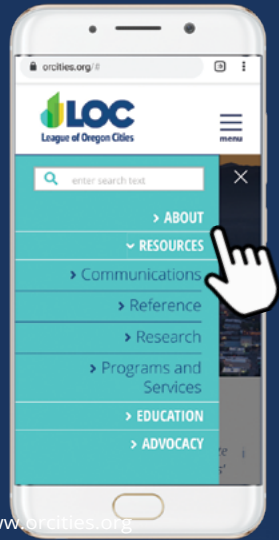 orcities.org/#
LOC
League of Oregon Cities
menu
enter search text
> ABOUT
RESOURCES
> Communications
> Reference
> Research
> Programs and
Services
> EDUCATION
> ADVOCACY
www.orcities.org